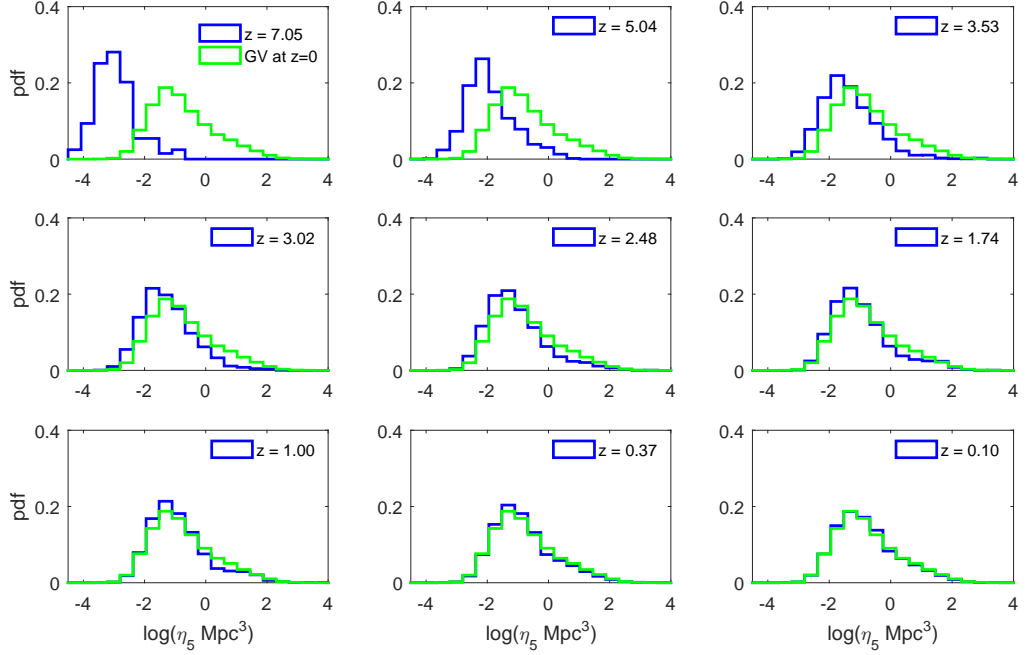 0.4
0.2
0
pdf
z = 7.05
GV at z=0
-4 -2 0 2 4
0.4
0.2
0
z = 5.04
-4 -2 0 2 4
0.4
0.2
0
z = 3.53
-4 -2 0 2 4
0.4
0.2
0
pdf
z = 3.02
-4 -2 0 2 4
0.4
0.2
0
z = 2.48
-4 -2 0 2 4
0.4
0.2
0
z = 1.74
-4 -2 0 2 4
0.4
0.2
0
pdf
z = 1.00
-4 -2 0 2 4
log(η₅ Mpc³)
0.4
0.2
0
z = 0.37
-4 -2 0 2 4
log(η₅ Mpc³)
0.4
0.2
0
z = 0.10
-4 -2 0 2 4
log(η₅ Mpc³)